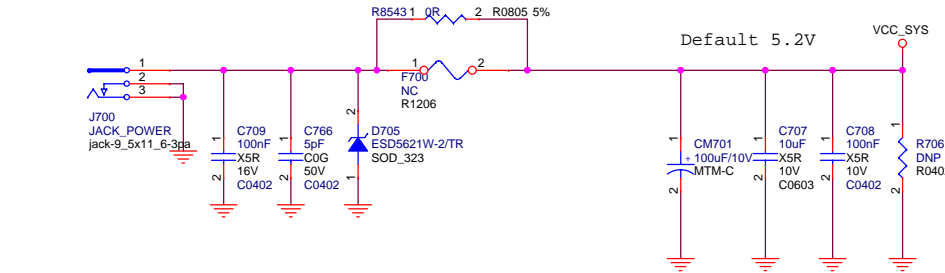 R8543 1 0R 2 R0805 5%
Default 5.2V
VCC_SYS
1
2
3
J700
JACK_POWER
jack-9_5x11_6-3pa
1 2
F700
NC
R1206
1
C709
100nF
X5R
16V
C0402
2
1
C766
5pF
C0G
50V
C0402
2
2
D705
ESD5621W-2/TR
SOD_323
1
1
CM701
+ 100uF/10V
MTM-C
2
1
C707
10uF
X5R
10V
C0603
2
1
C708
100nF
X5R
10V
C0402
2
1
R706
DNP
R0402
2